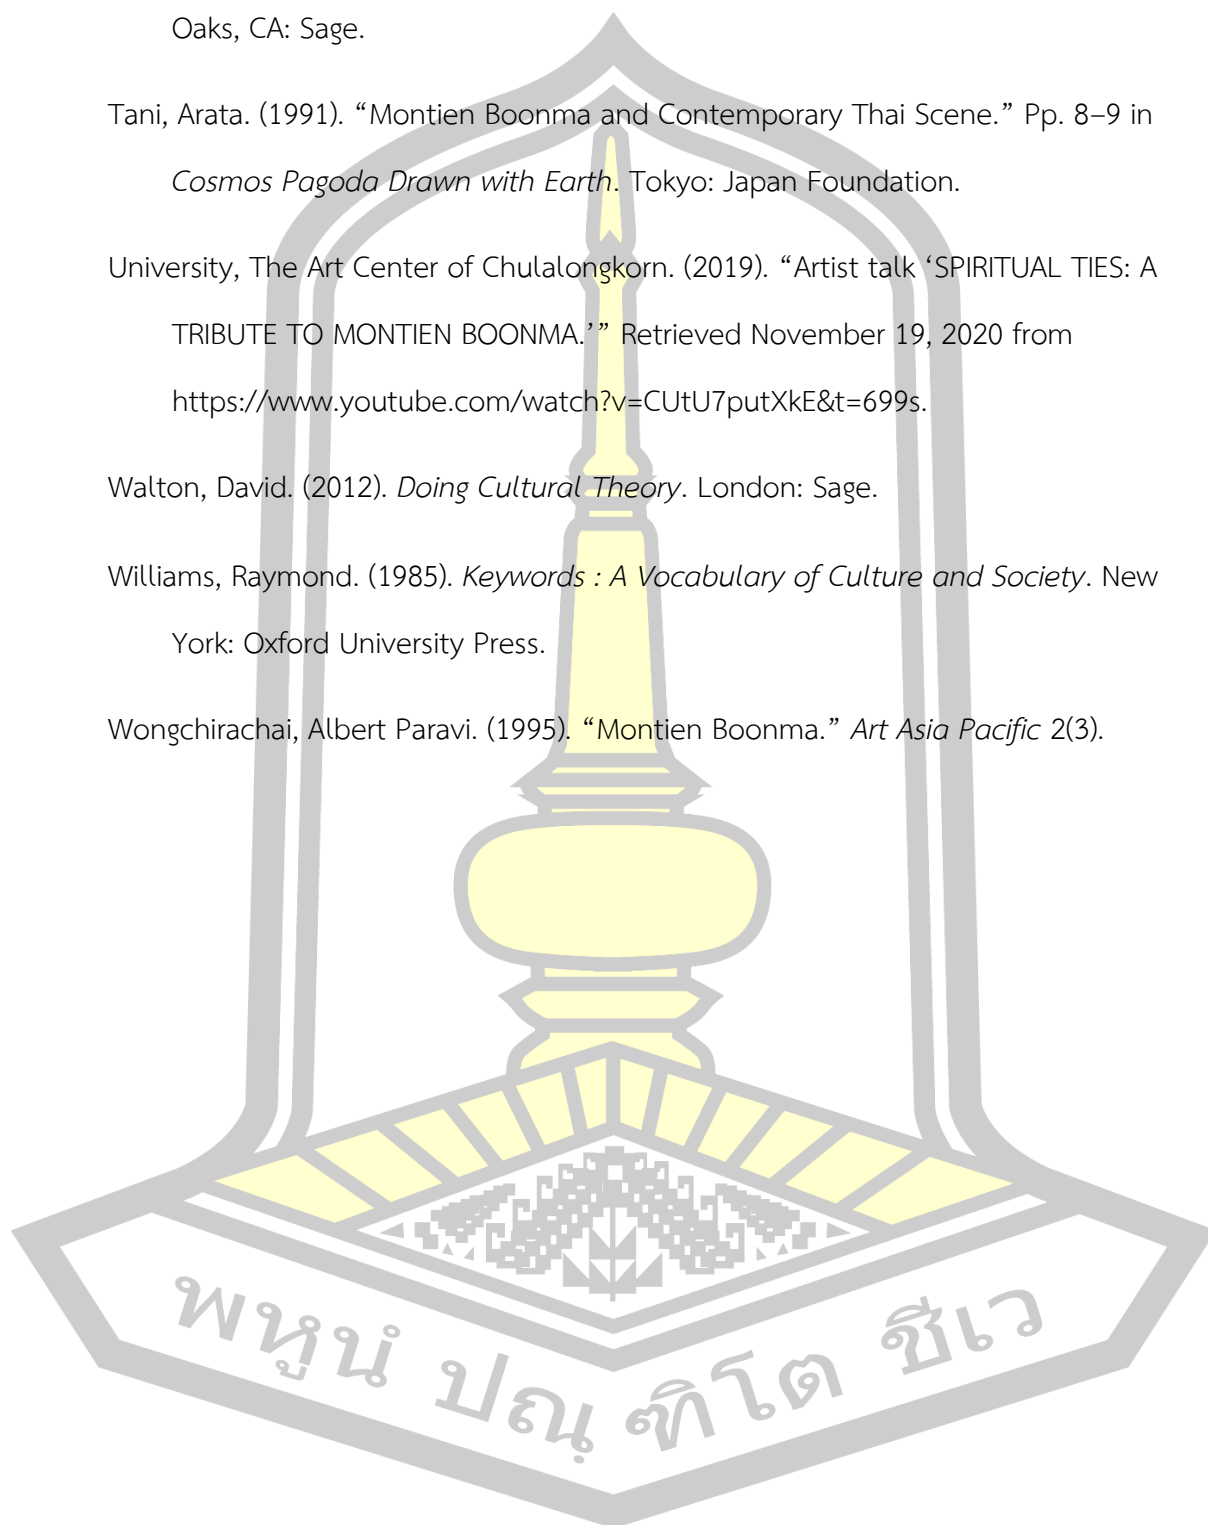 Oaks, CA: Sage.
Tani, Arata. (1991). “Montien Boonma and Contemporary Thai Scene.” Pp. 8–9 in
Cosmos Pagoda Drawn with Earth. Tokyo: Japan Foundation.
University, The Art Center of Chulalongkorn. (2019). “Artist talk ‘SPIRITUAL TIES: A
TRIBUTE TO MONTIEN BOONMA.’” Retrieved November 19, 2020 from
https://www.youtube.com/watch?v=CUtU7putXkE&t=699s.
Walton, David. (2012). Doing Cultural Theory. London: Sage.
Williams, Raymond. (1985). Keywords : A Vocabulary of Culture and Society. New
York: Oxford University Press.
Wongchirachai, Albert Paravi. (1995). “Montien Boonma.” Art Asia Pacific 2(3).
พหูนํ ปณฺฑิโต ชีเว